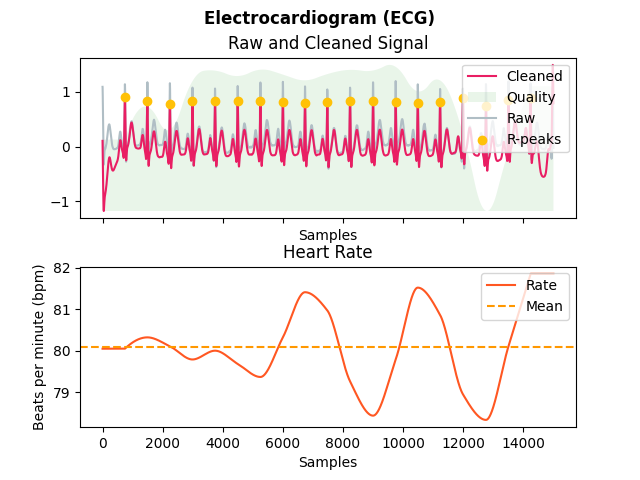 Electrocardiogram (ECG)
Raw and Cleaned Signal
1
0
−1
Cleaned
Quality
Raw
R-peaks
Samples
Heart Rate
82
81
80
79
Beats per minute (bpm)
Rate
Mean
0 2000 4000 6000 8000 10000 12000 14000
Samples